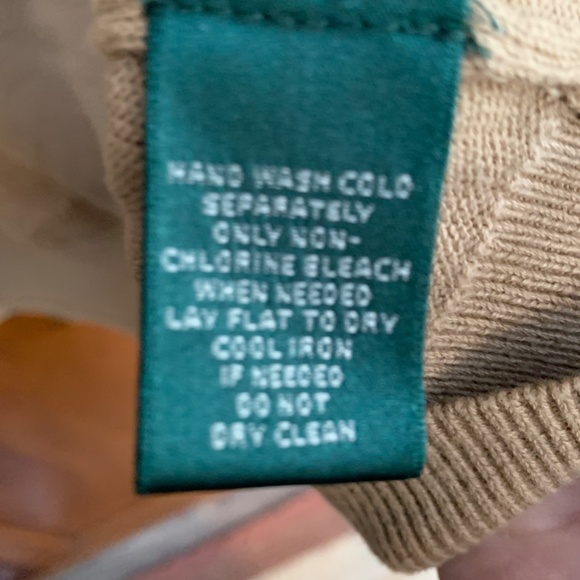 HAND WASH COLD
SEPARATELY
ONLY NON-
CHLORINE BLEACH
WHEN NEEDED
LAY FLAT TO DRY
COOL IRON
IF NEEDED
DO NOT
DRY CLEAN